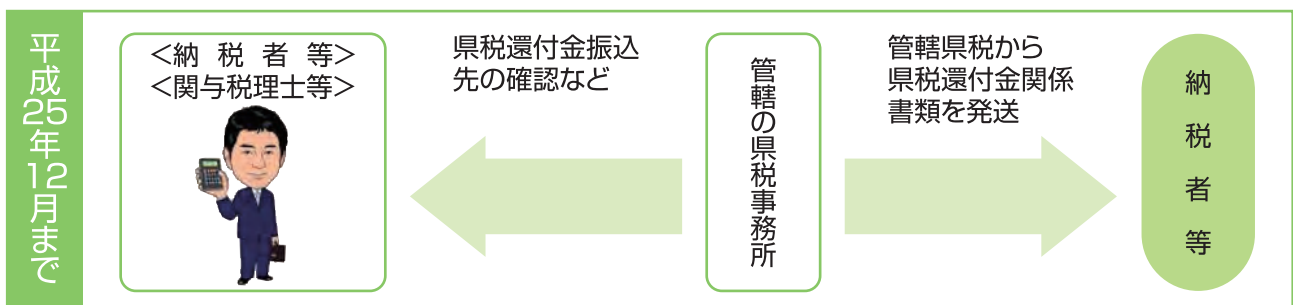 平成25年12月まで
＜納税者等＞
＜関与税理士等＞
県税還付金振込
先の確認など
管轄の県税事務所
管轄県税から
県税還付金関係
書類を発送
納税者等